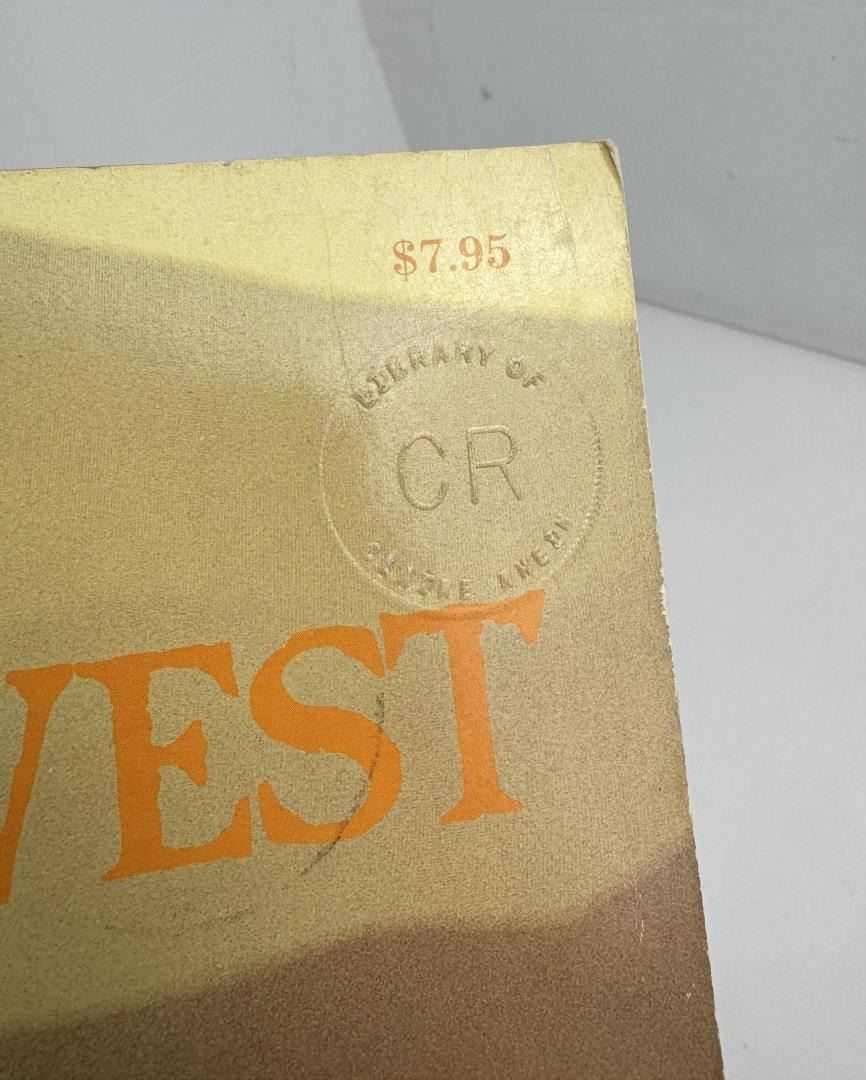 $7.95
LIBRARY OF
CR
VEST